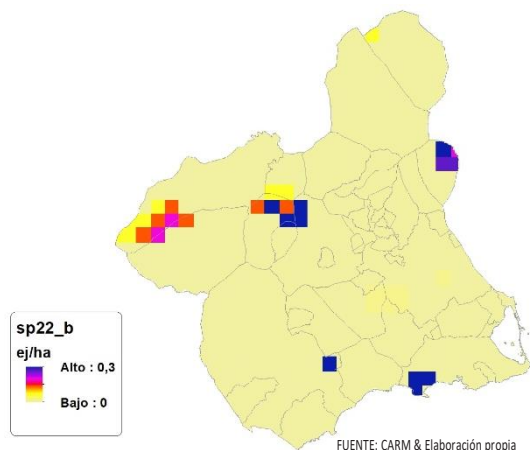 sp22_b
ej/ha
Alto : 0,3
Bajo : 0
FUENTE: CARM & Elaboración propia